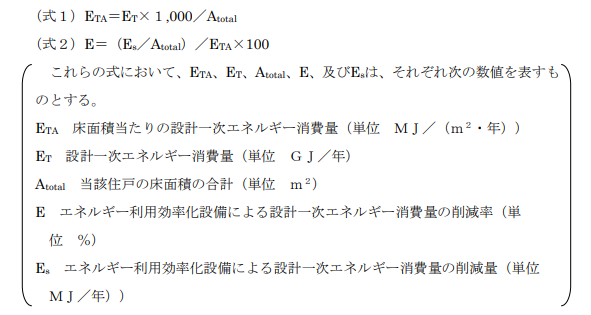 （式１）ETA＝ET×１,000／Atotal
（式２）E＝（Es／Atotal）／ETA×100
これらの式において、ETA、ET、Atotal、E、及びEsは、それぞれ次の数値を表すも
のとする。
ETA　床面積当たりの設計一次エネルギー消費量（単位　ＭＪ／（m２・年））
ET　設計一次エネルギー消費量（単位　ＧＪ／年）
Atotal　当該住戸の床面積の合計（単位　m２）
E　エネルギー利用効率化設備による設計一次エネルギー消費量の削減率（単
位　％）
Es　エネルギー利用効率化設備による設計一次エネルギー消費量の削減量（単位
ＭＪ／年））